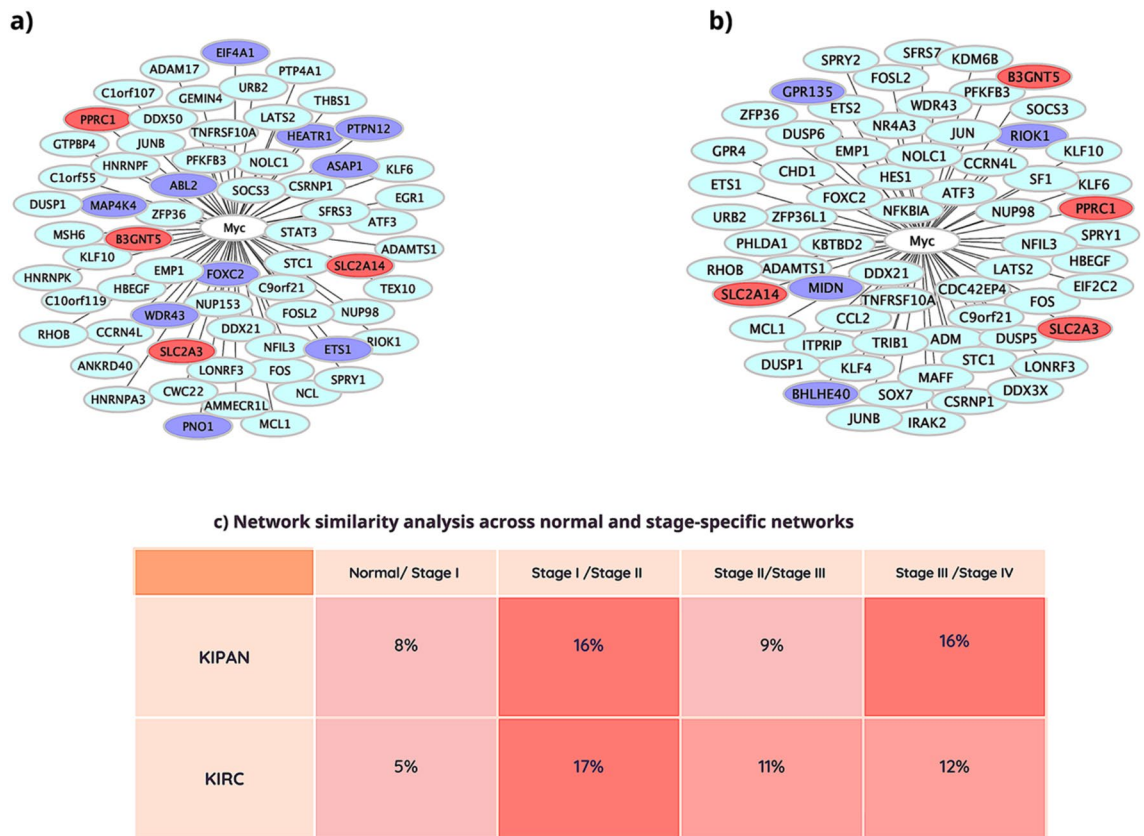 a)
EIF4A1
ADAM17
PTP4A1
URB2
C1orf107
GEMIN4
THBS1
PPRC1
DDX50
LATS2
TNFRSF10A
HEATR1
PTPN12
GTPBP4
JUNB
HNRNPF
PFKFB3
NOLC1
ASAP1
KLF6
C1orf55
ABL2
SOCS3
CSRNP1
EGR1
DUSP1
MAP4K4
ZFP36
SFRS3
ATF3
Myc
STAT3
MSH6
B3GNT5
ADAMTS1
KLF10
STC1
SLC2A14
HNRNPK
EMP1
FOXC2
HBEGF
C9orf21
TEX10
C10orf119
NUP153
FOSL2
NUP98
WDR43
RHOB
CCRN4L
DDX21
RIOK1
SLC2A3
NFIL3
ETS1
ANKRD40
LONRF3
FOS
SPRY1
HNRNPA3
CWC22
NCL
AMMECR1L
PNO1
MCL1
b)
SFRS7
SPRY2
KDM6B
FOSL2
B3GNT5
GPR135
PFKFB3
ETS2
WDR43
SOCS3
ZFP36
NR4A3
DUSP6
JUN
RIOK1
GPR4
EMP1
NOLC1
KLF10
CCRN4L
CHD1
HES1
SF1
ETS1
ATF3
KLF6
FOXC2
NFKBIA
NUP98
PPRC1
URB2
ZFP36L1
Myc
SPRY1
PHLDA1
KBTBD2
NFIL3
HBEGF
RHOB
ADAMTS1
DDX21
LATS2
SLC2A14
MIDN
CDC42EP4
EIF2C2
TNFRSF10A
FOS
MCL1
CCL2
C9orf21
SLC2A3
ITPRIP
TRIB1
ADM
DUSP5
DUSP1
KLF4
STC1
LONRF3
MAFF
BHLHE40
SOX7
CSRNP1
DDX3X
JUNB
IRAK2
c) Network similarity analysis across normal and stage-specific networks
Normal/ Stage I
Stage I /Stage II
Stage II/Stage III
Stage III /Stage IV
KIPAN
8%
16%
9%
16%
KIRC
5%
17%
11%
12%